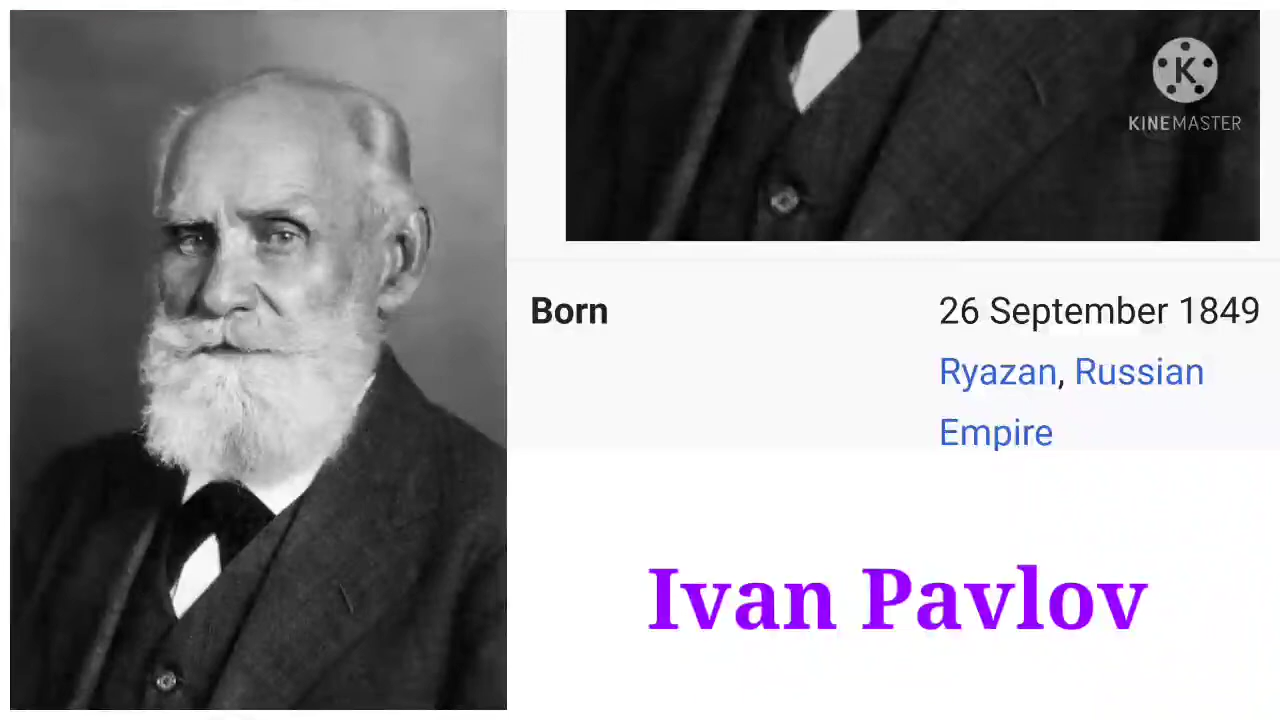 K
KINEMASTER
Born 26 September 1849
Ryazan, Russian
Empire
Ivan Pavlov